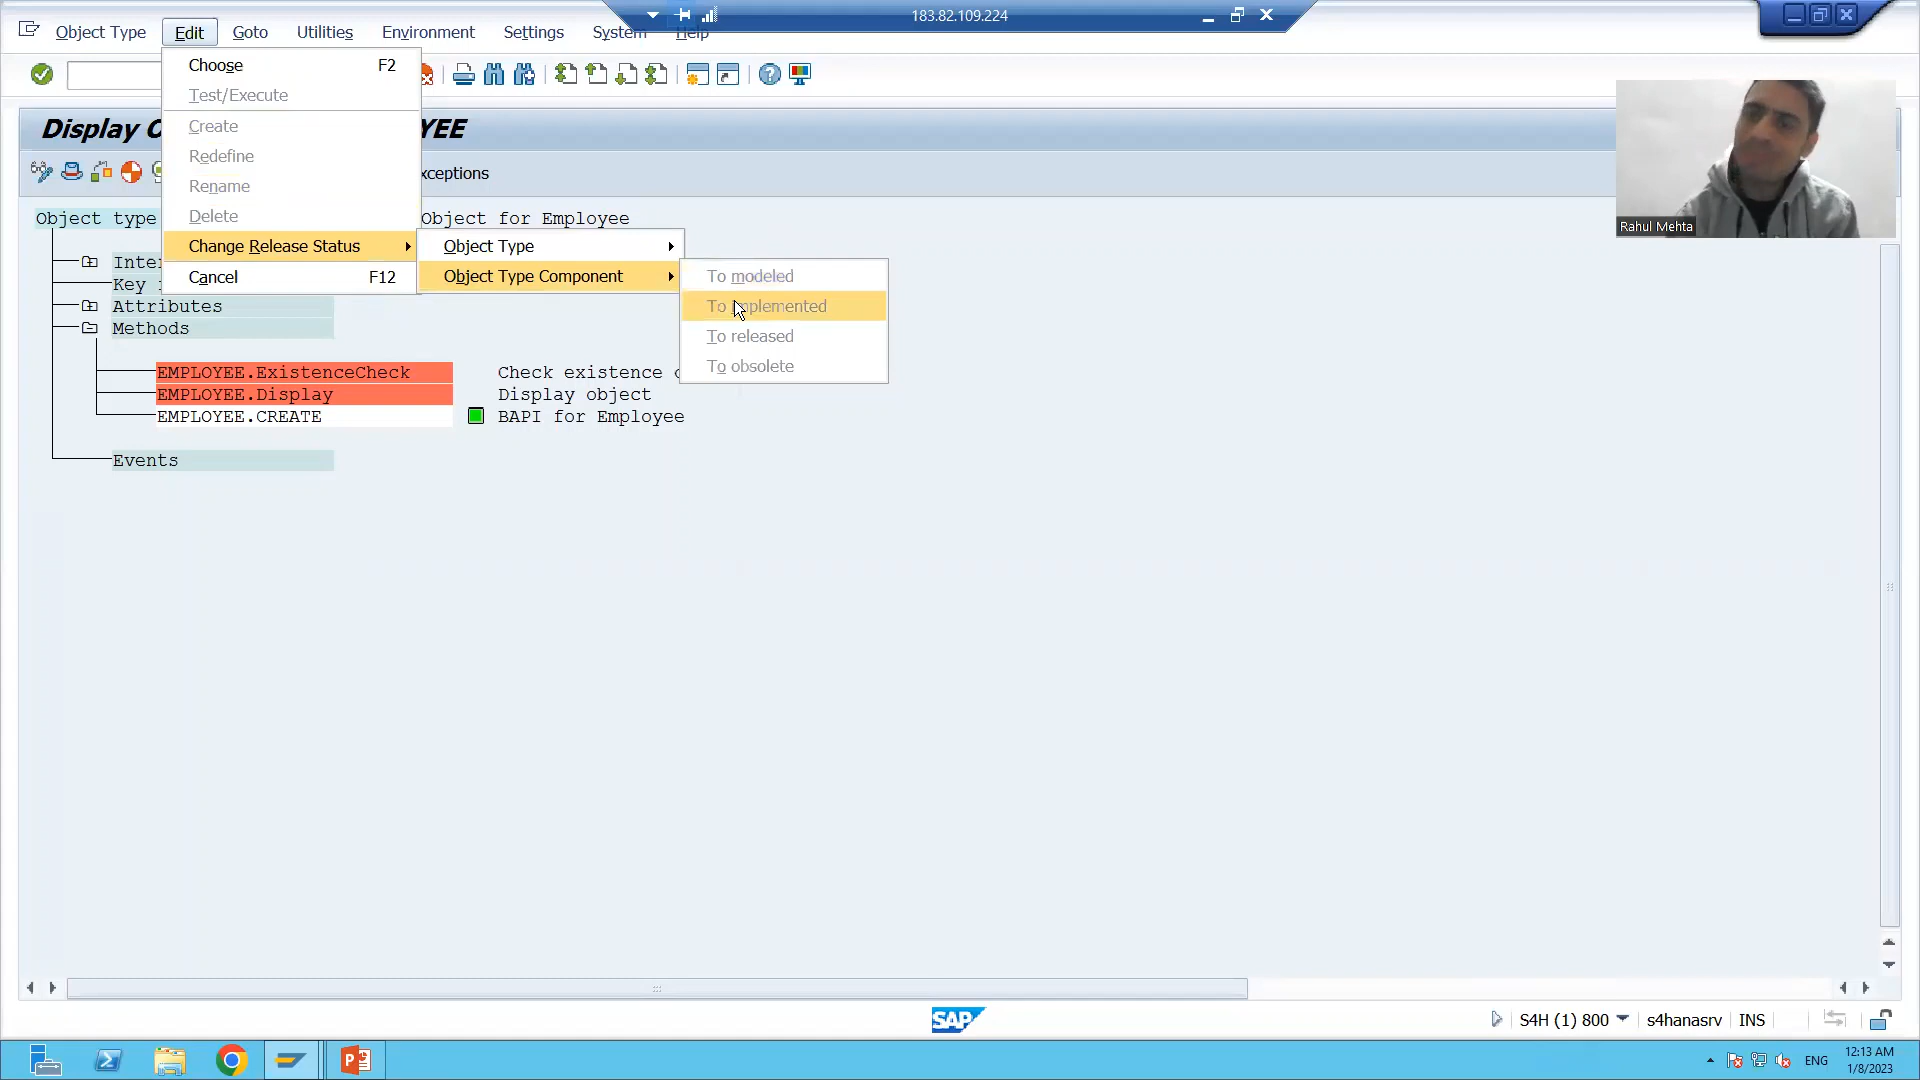 183.82.109.224
Object Type Edit Goto Utilities Environment Settings System Help
Choose F2
Test/Execute
Create
Redefine
Rename
Delete
Change Release Status
Cancel F12
Object Type
Object Type Component
To modeled
To implemented
To released
To obsolete
Display O
YEE
xceptions
Rahul Mehta
Object type
Object for Employee
Inter
Key
Attributes
Methods
EMPLOYEE.ExistenceCheck Check existence
EMPLOYEE.Display Display object
EMPLOYEE.CREATE BAPI for Employee
Events
SAP
S4H (1) 800 s4hanasrv INS
ENG
12:13 AM
1/8/2023